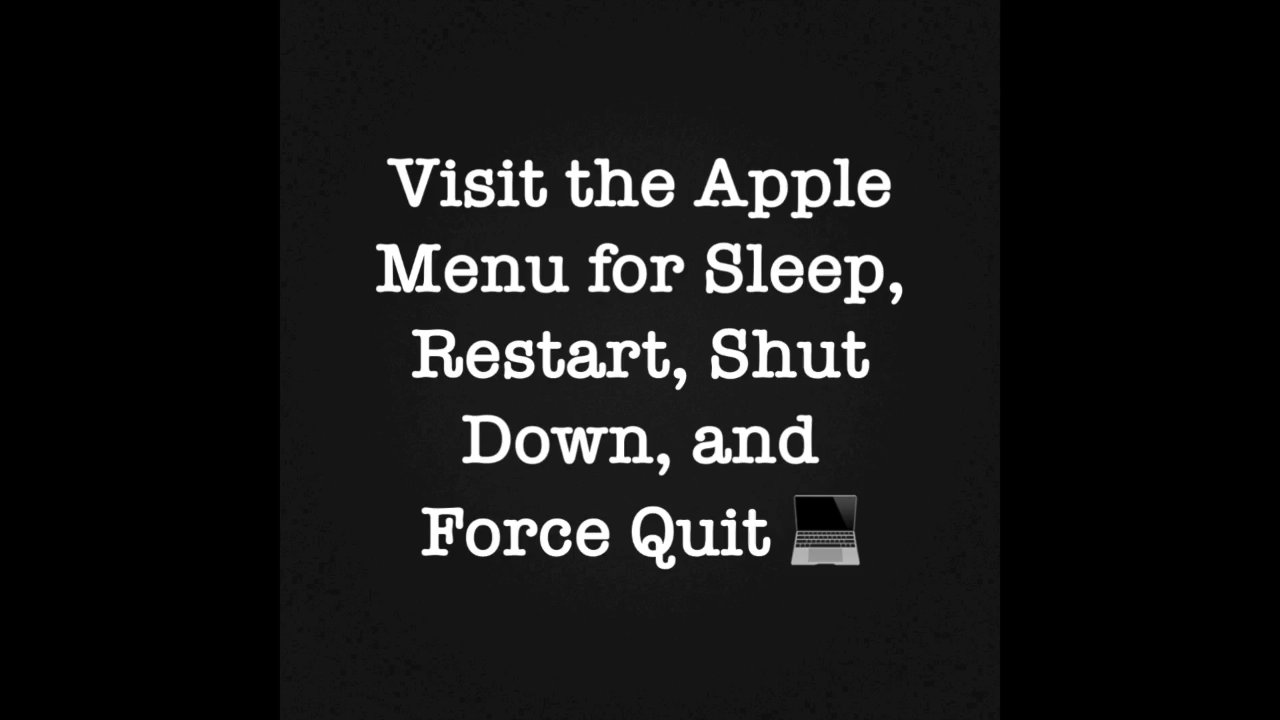 Visit the Apple
Menu for Sleep,
Restart, Shut
Down, and
Force Quit 💻